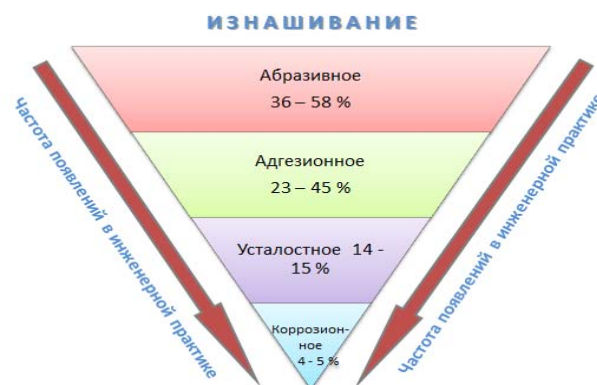 ИЗНАШИВАНИЕ
Абразивное
36 – 58 %
Адгезионное
23 – 45 %
Усталостное 14 -
15 %
Коррозион-
ное
4 - 5 %
Частота появлений в инженерной практике
Частота появлений в инженерной практике